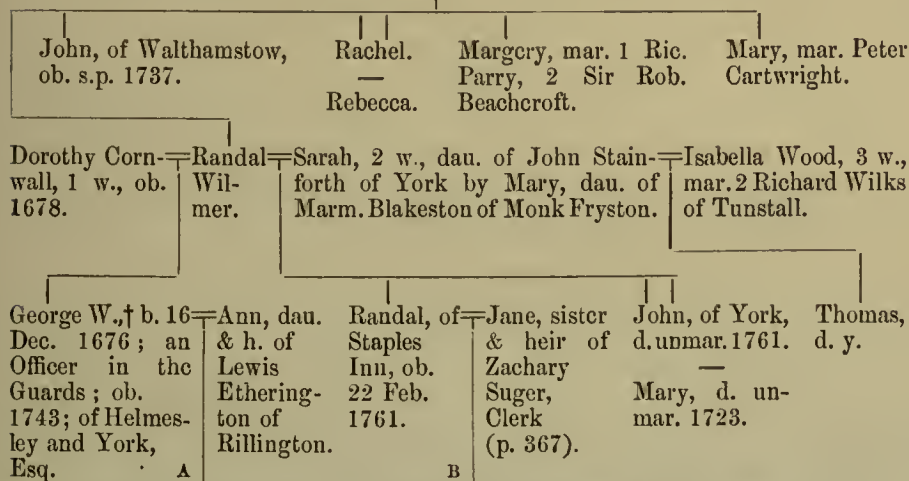 John, of Walthamstow,
ob. s.p. 1737.
Rachel.
—
Rebecca.
Margcry, mar. 1 Ric.
Parry, 2 Sir Rob.
Beachcroft.
Mary, mar. Peter
Cartwright.
Dorothy Corn-
wall, 1 w., ob.
1678.
Randal
Wil-
mer.
Sarah, 2 w., dau. of John Stain-
forth of York by Mary, dau. of
Marm. Blakeston of Monk Fryston.
Isabella Wood, 3 w.,
mar. 2 Richard Wilks
of Tunstall.
George W.,† b. 16
Dec. 1676; an
Officer in the
Guards; ob.
1743; of Helmes-
ley and York,
Esq.
A
Ann, dau.
& h. of
Lewis
Ethering-
ton of
Rillington.
Randal, of
Staples
Inn, ob.
22 Feb.
1761.
B
Jane, sister
& heir of
Zachary
Suger,
Clerk
(p. 367).
John, of York,
d. unmar. 1761.
—
Mary, d. un-
mar. 1723.
Thomas,
d. y.